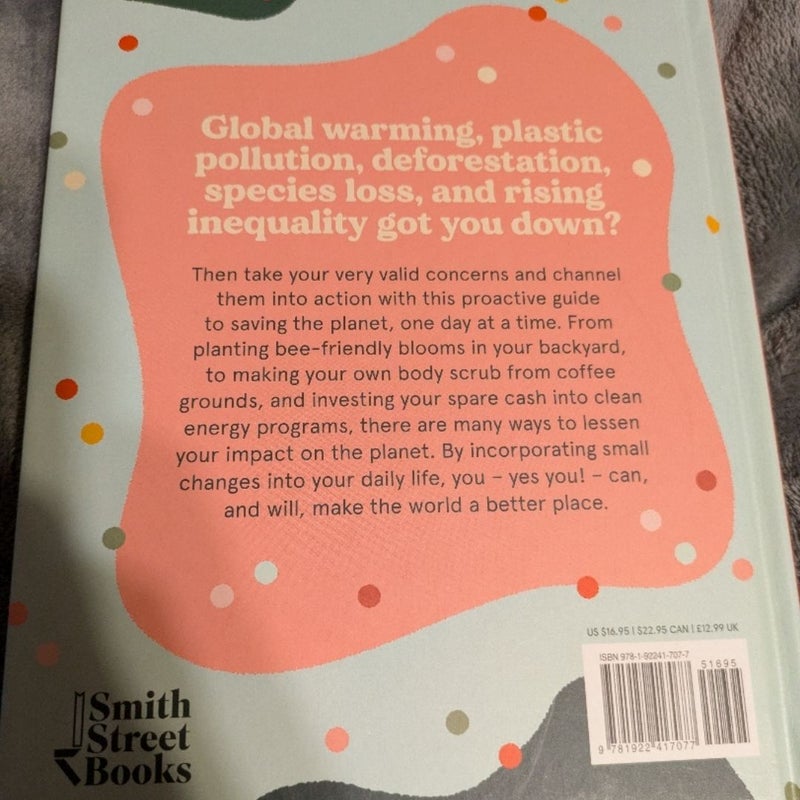 Global warming, plastic
pollution, deforestation,
species loss, and rising
inequality got you down?
Then take your very valid concerns and channel
them into action with this proactive guide
to saving the planet, one day at a time. From
planting bee-friendly blooms in your backyard,
to making your own body scrub from coffee
grounds, and investing your spare cash into clean
energy programs, there are many ways to lessen
your impact on the planet. By incorporating small
changes into your daily life, you – yes you! – can,
and will, make the world a better place.
US $16.95 | $22.95 CAN | £12.99 UK
ISBN 978-1-92241-707-7
51695
9 781922 417077
Smith
Street
Books